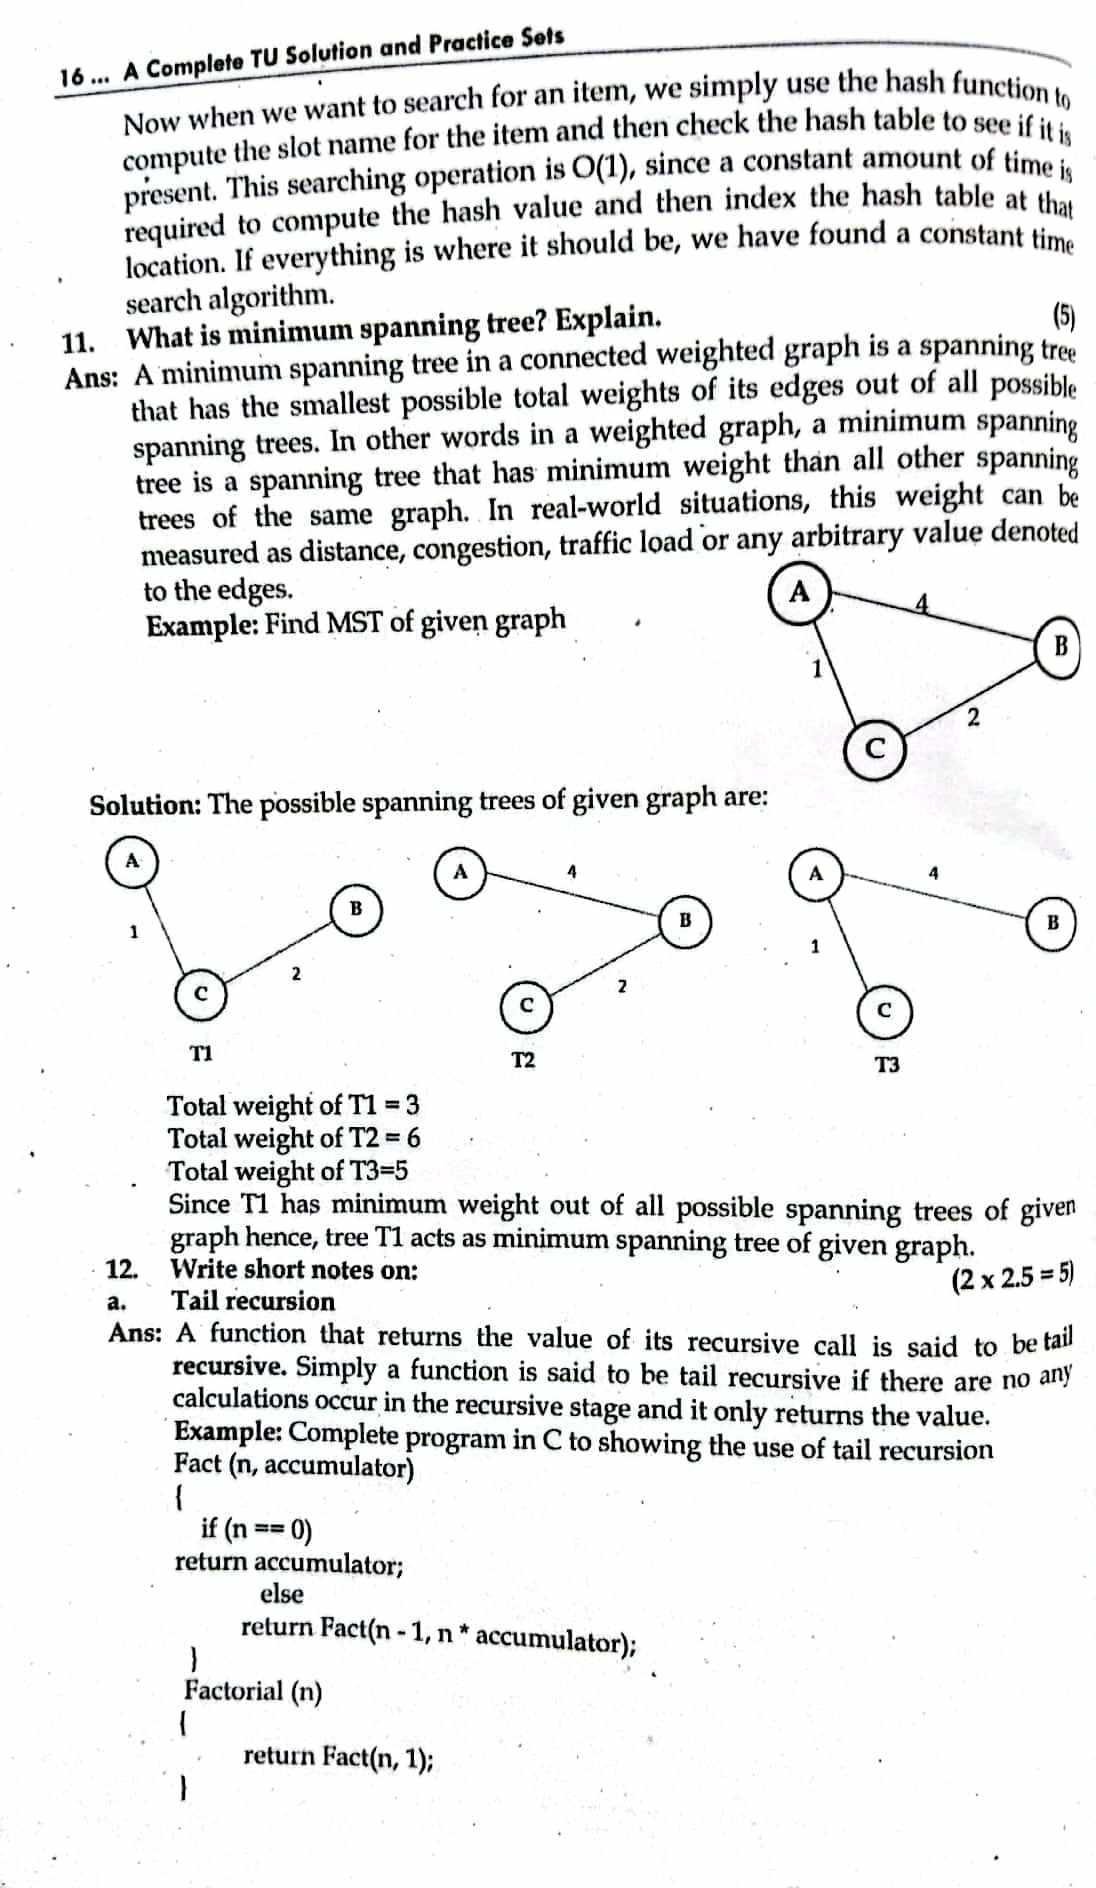 16 ... A Complete TU Solution and Practice Sets
Now when we want to search for an item, we simply use the hash function to
compute the slot name for the item and then check the hash table to see if it is
present. This searching operation is O(1), since a constant amount of time is
required to compute the hash value and then index the hash table at that
location. If everything is where it should be, we have found a constant time
search algorithm.
11. What is minimum spanning tree? Explain. (5)
Ans: A minimum spanning tree in a connected weighted graph is a spanning tree
that has the smallest possible total weights of its edges out of all possible
spanning trees. In other words in a weighted graph, a minimum spanning
tree is a spanning tree that has minimum weight than all other spanning
trees of the same graph. In real-world situations, this weight can be
measured as distance, congestion, traffic load or any arbitrary value denoted
to the edges.
Example: Find MST of given graph
A
4
B
1
2
C
Solution: The possible spanning trees of given graph are:
A
B
1
2
C
T1
A
4
B
2
C
T2
A
4
B
1
C
T3
Total weight of T1 = 3
Total weight of T2 = 6
Total weight of T3=5
Since T1 has minimum weight out of all possible spanning trees of given
graph hence, tree T1 acts as minimum spanning tree of given graph.
12. Write short notes on: (2 x 2.5 = 5)
a. Tail recursion
Ans: A function that returns the value of its recursive call is said to be tail
recursive. Simply a function is said to be tail recursive if there are no any
calculations occur in the recursive stage and it only returns the value.
Example: Complete program in C to showing the use of tail recursion
Fact (n, accumulator)
{
if (n == 0)
return accumulator;
else
return Fact(n - 1, n * accumulator);
}
Factorial (n)
{
return Fact(n, 1);
}